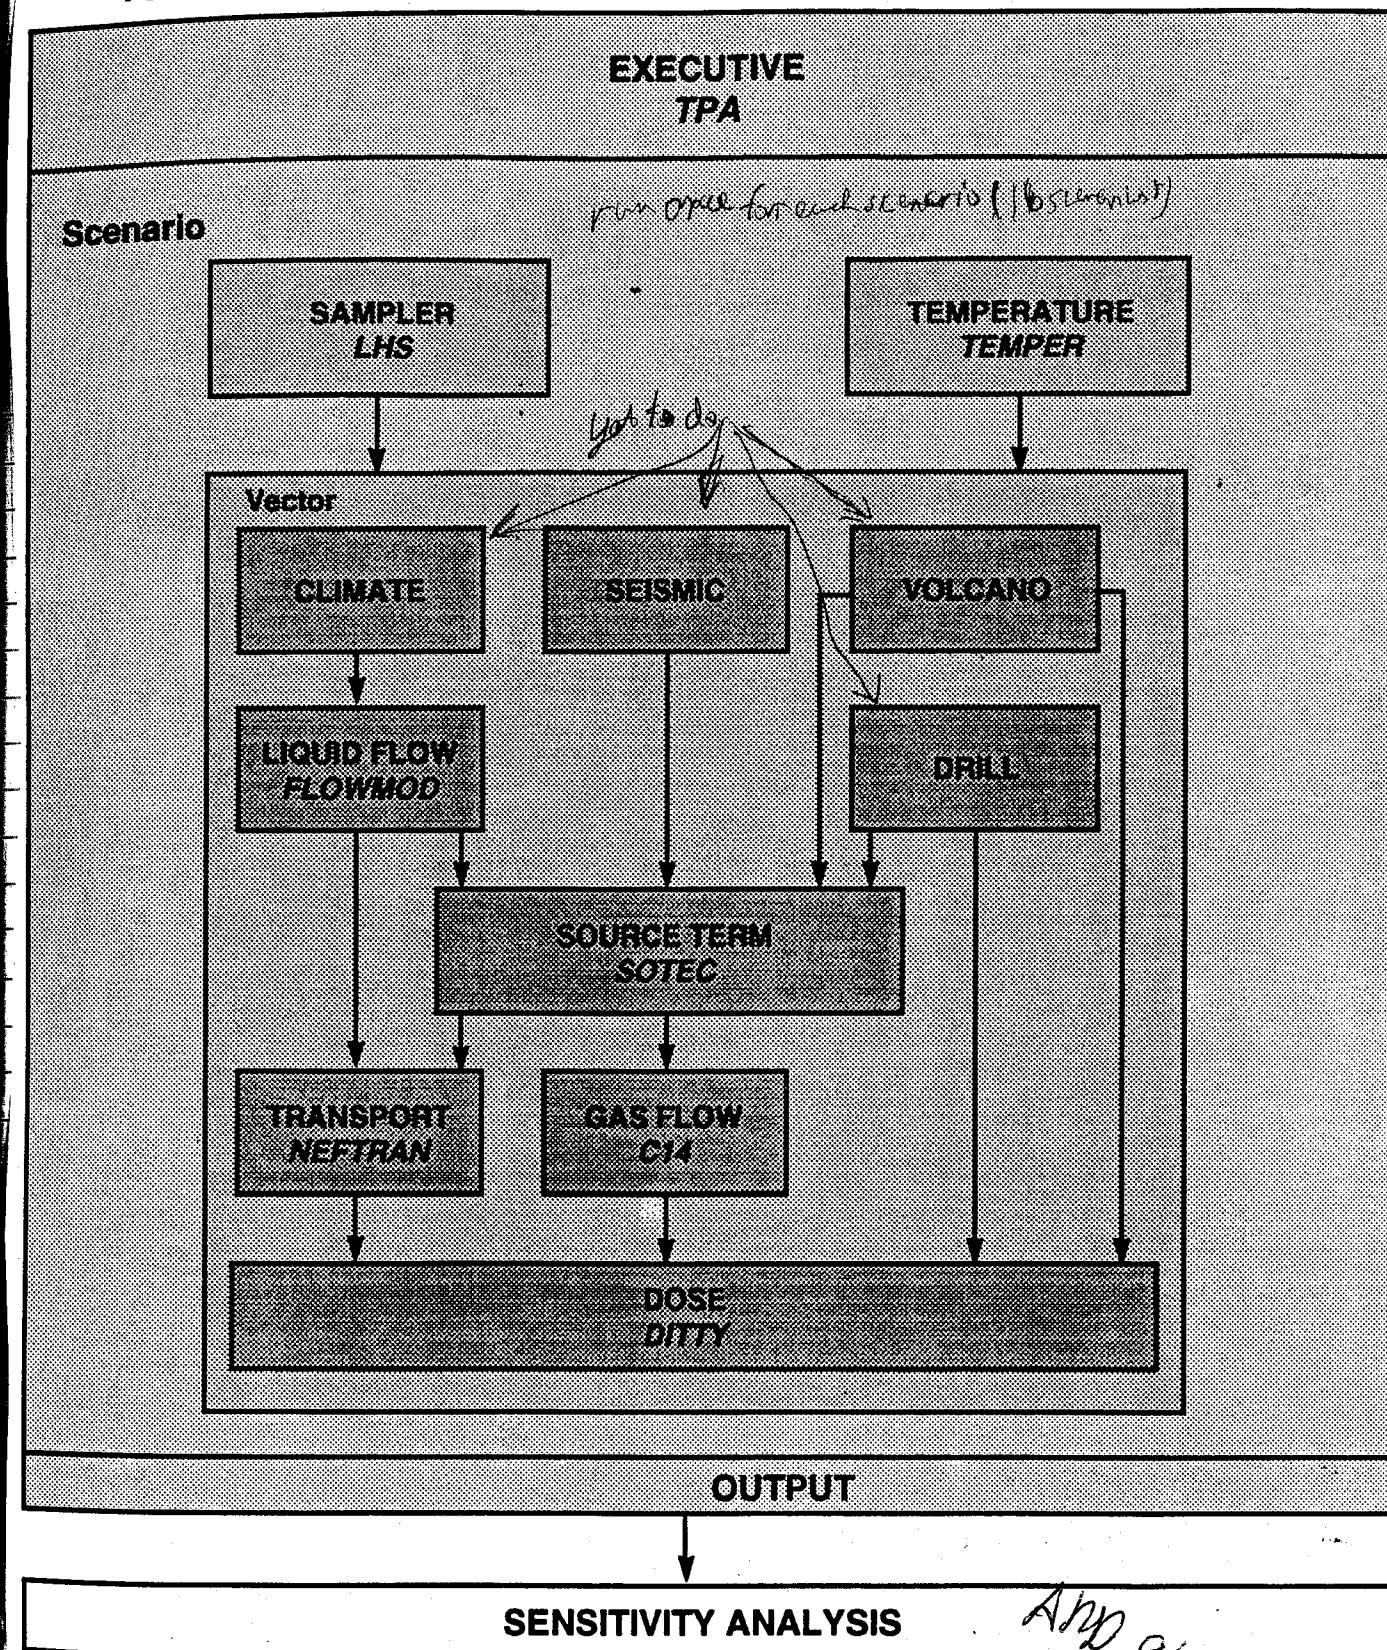 EXECUTIVE
TPA
run once for each scenario (
Scenario
SAMPLER
LHS
TEMPERATURE
TEMPER
yet to do
Vector
CLIMATE
SEISMIC
VOLCANO
LIQUID FLOW
FLOWMOD
DRILL
SOURCE TERM
SOTEC
TRANSPORT
NEFTRAN
GAS FLOW
C14
DOSE
DITTY
OUTPUT
SENSITIVITY ANALYSIS
AND